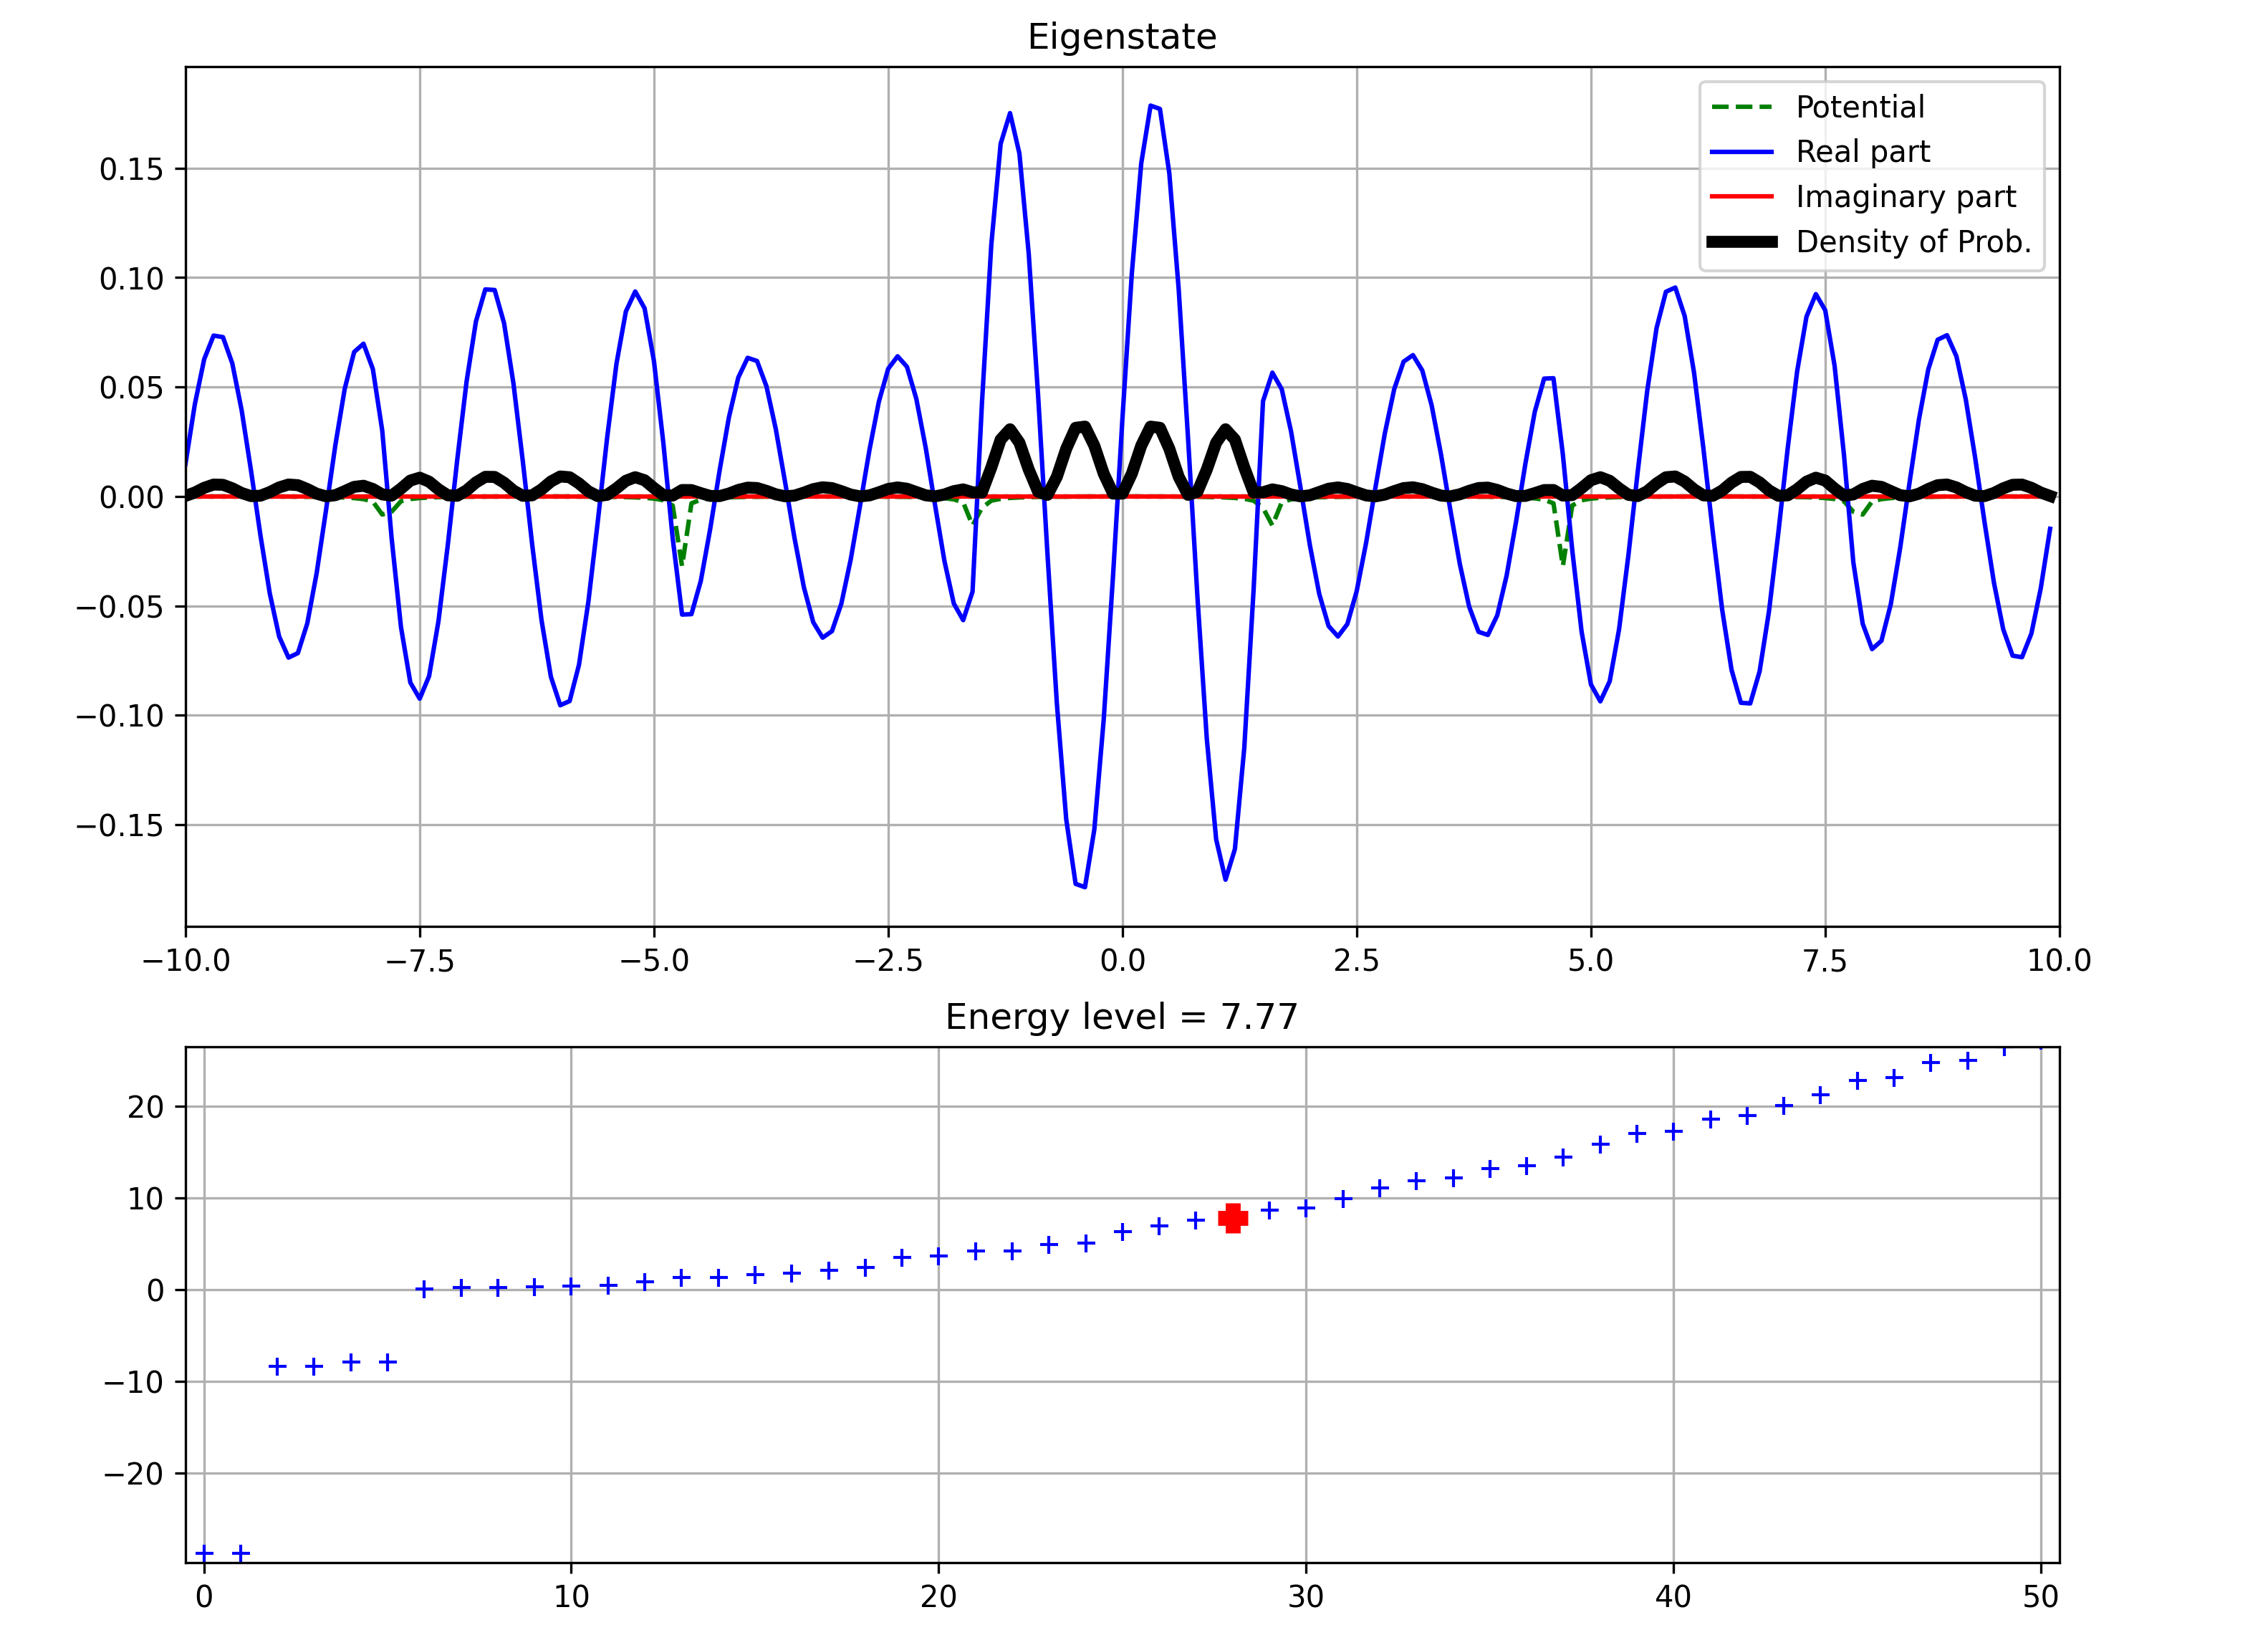 Eigenstate
Potential
Real part
Imaginary part
Density of Prob.
0.15
0.10
0.05
0.00
−0.05
−0.10
−0.15
−10.0 −7.5 −5.0 −2.5 0.0 2.5 5.0 7.5 10.0
Energy level = 7.77
20
10
0
−10
−20
0 10 20 30 40 50